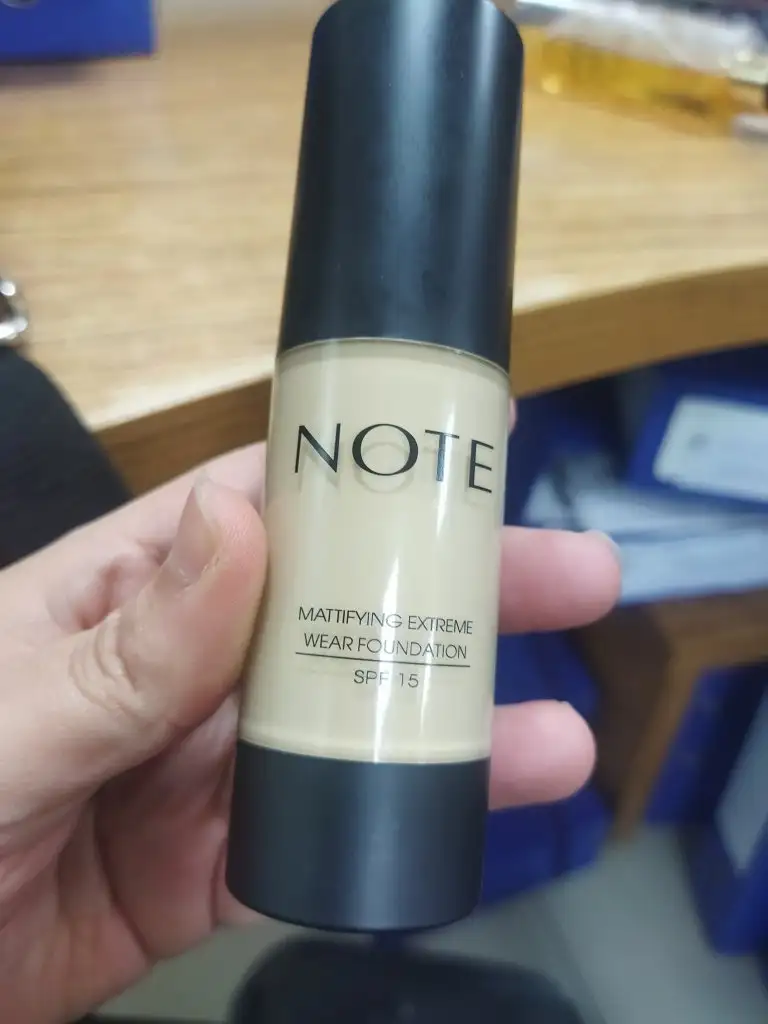 NOTE
MATTIFYING EXTREME
WEAR FOUNDATION
SPF 15